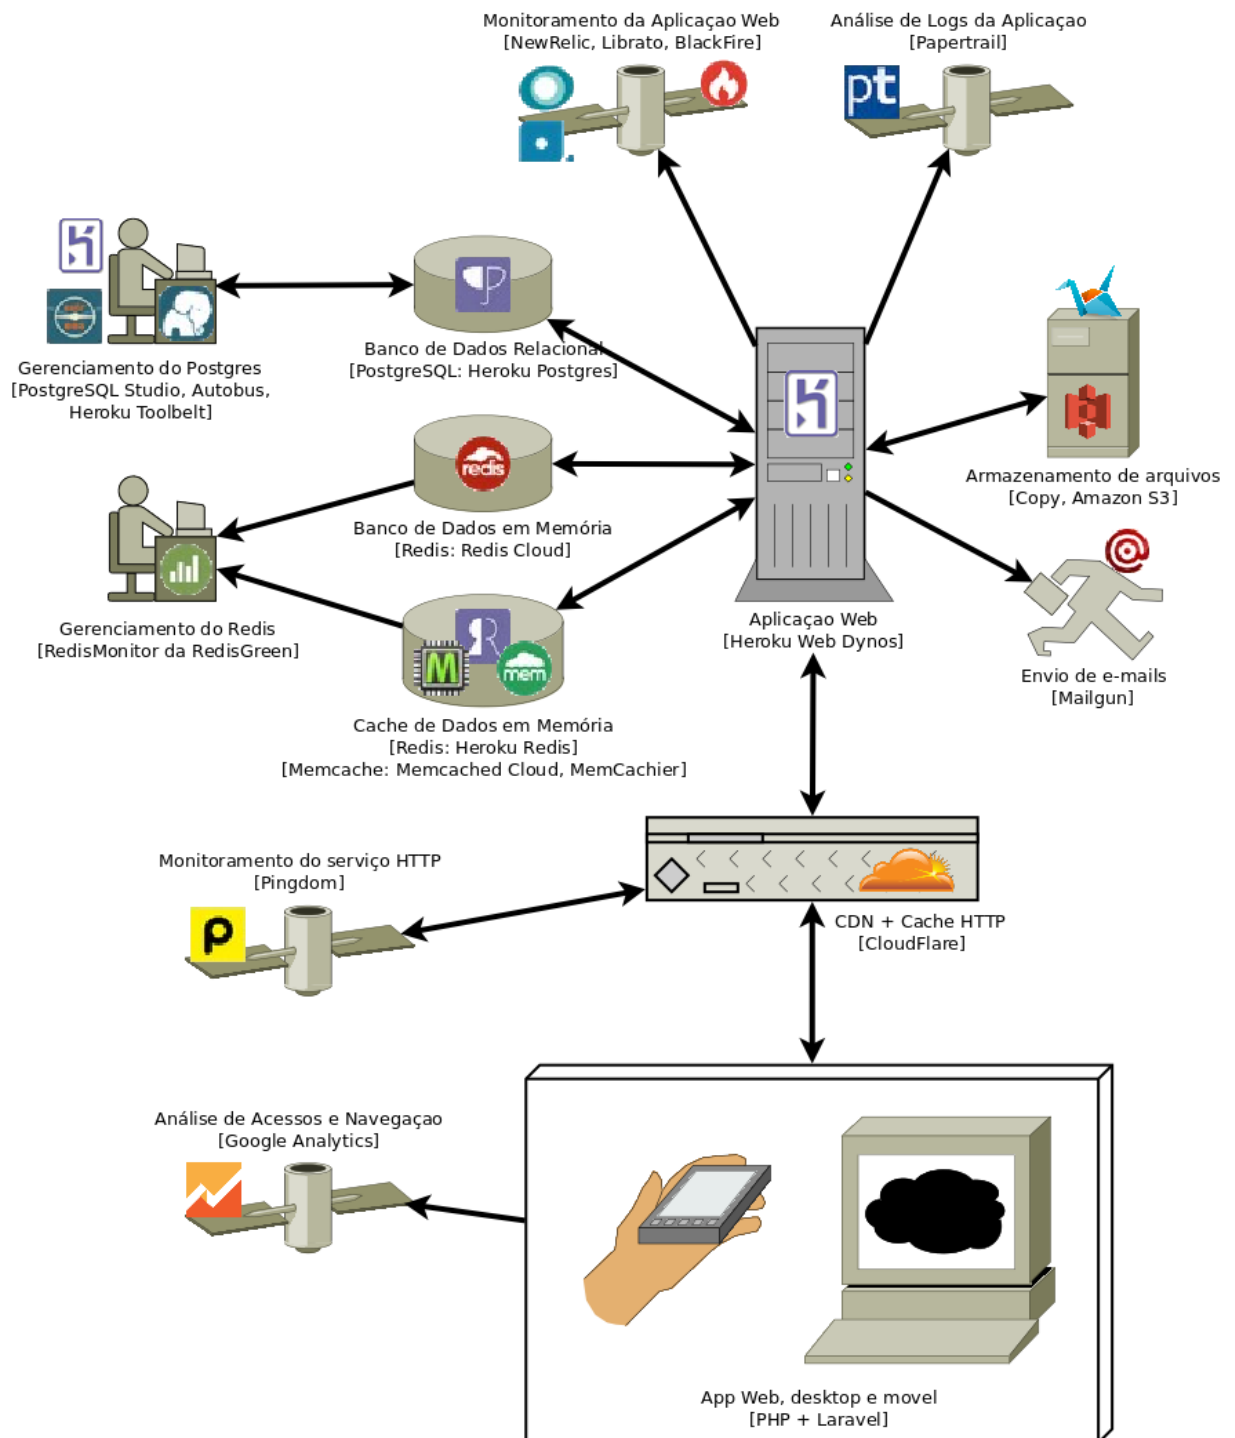 Monitoramento da Aplicaçao Web
[NewRelic, Librato, BlackFire]
Análise de Logs da Aplicaçao
[Papertrail]
pt
Gerenciamento do Postgres
[PostgreSQL Studio, Autobus,
Heroku Toolbelt]
Banco de Dados Relacional
[PostgreSQL: Heroku Postgres]
redis
Banco de Dados em Memória
[Redis: Redis Cloud]
Armazenamento de arquivos
[Copy, Amazon S3]
Gerenciamento do Redis
[RedisMonitor da RedisGreen]
R
M
mem
Cache de Dados em Memória
[Redis: Heroku Redis]
[Memcache: Memcached Cloud, MemCachier]
Aplicaçao Web
[Heroku Web Dynos]
@
Envio de e-mails
[Mailgun]
Monitoramento do serviço HTTP
[Pingdom]
p
CDN + Cache HTTP
[CloudFlare]
Análise de Acessos e Navegaçao
[Google Analytics]
App Web, desktop e movel
[PHP + Laravel]